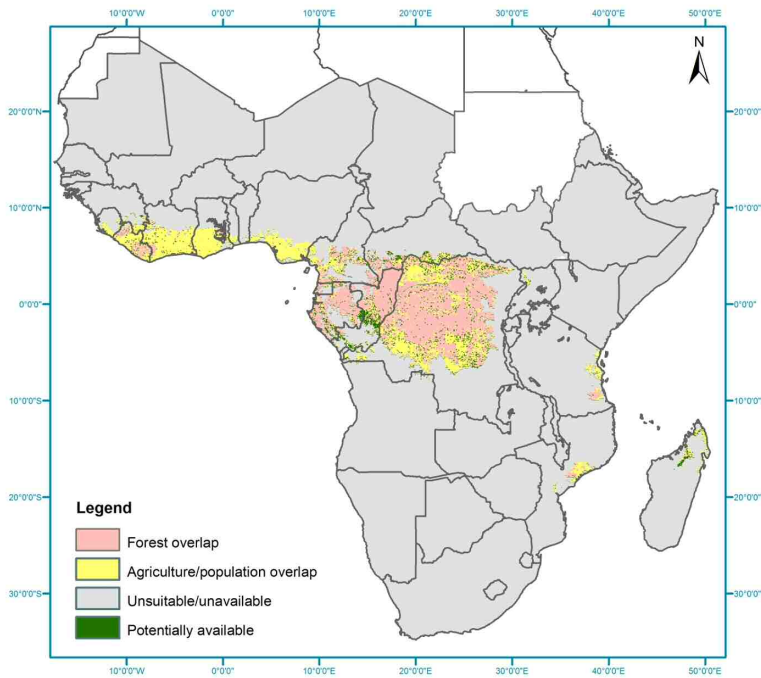 10°0'0"W 0°0'0"E 10°0'0"E 20°0'0"E 30°0'0"E 40°0'0"E 50°0'0"E
N
20°0'0"N 20°0'0"N
10°0'0"N 10°0'0"N
0°0'0" 0°0'0"
10°0'0"S 10°0'0"S
20°0'0"S 20°0'0"S
Legend
Forest overlap
Agriculture/population overlap
Unsuitable/unavailable
30°0'0"S 30°0'0"S
Potentially available
10°0'0"W 0°0'0"E 10°0'0"E 20°0'0"E 30°0'0"E 40°0'0"E 50°0'0"E